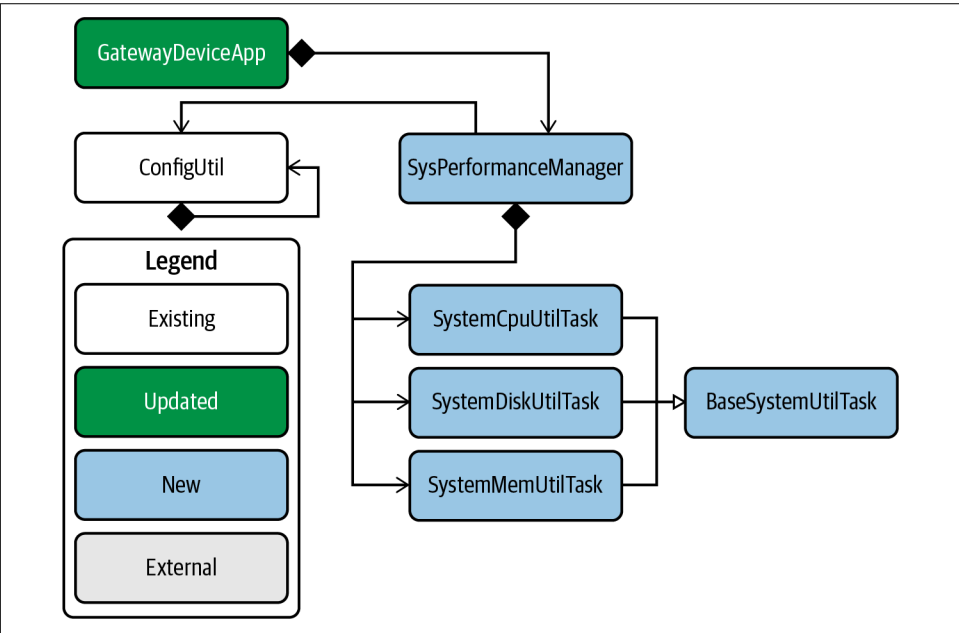 GatewayDeviceApp
ConfigUtil
SysPerformanceManager
Legend
Existing
Updated
New
External
SystemCpuUtilTask
SystemDiskUtilTask
SystemMemUtilTask
BaseSystemUtilTask